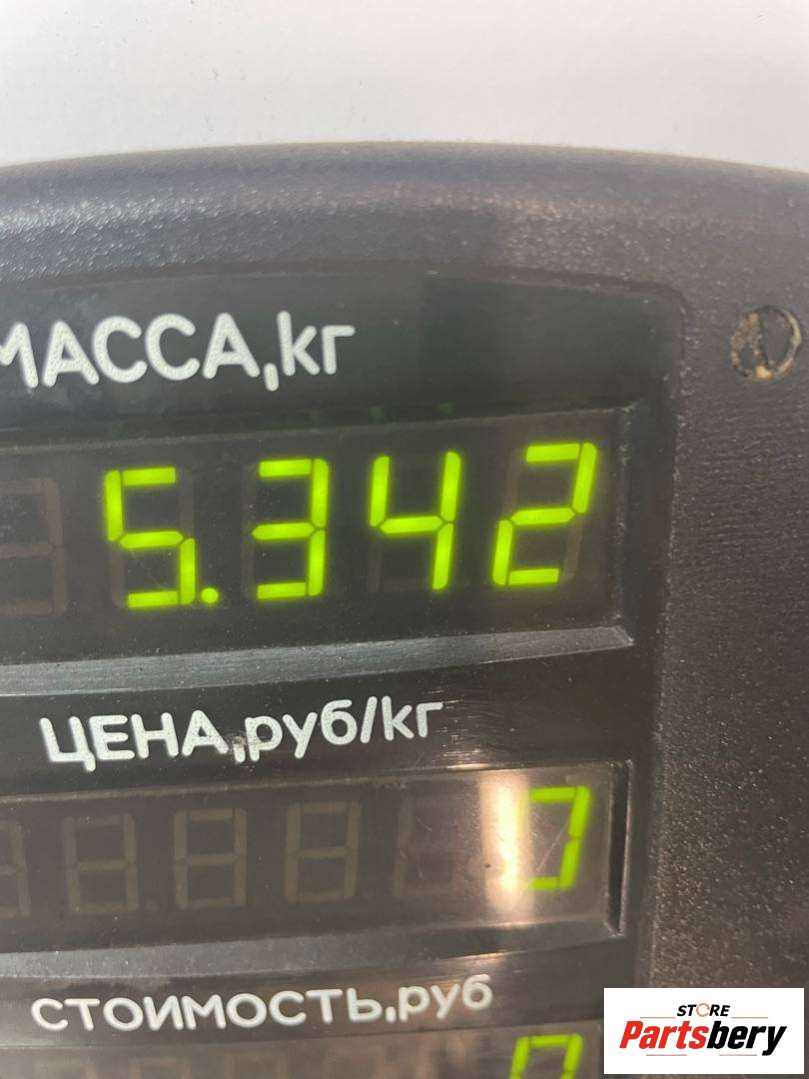 МАССА,кг
5.342
ЦЕНА,руб/кг
0
СТОИМОСТЬ,руб
0
STORE
Partsbery